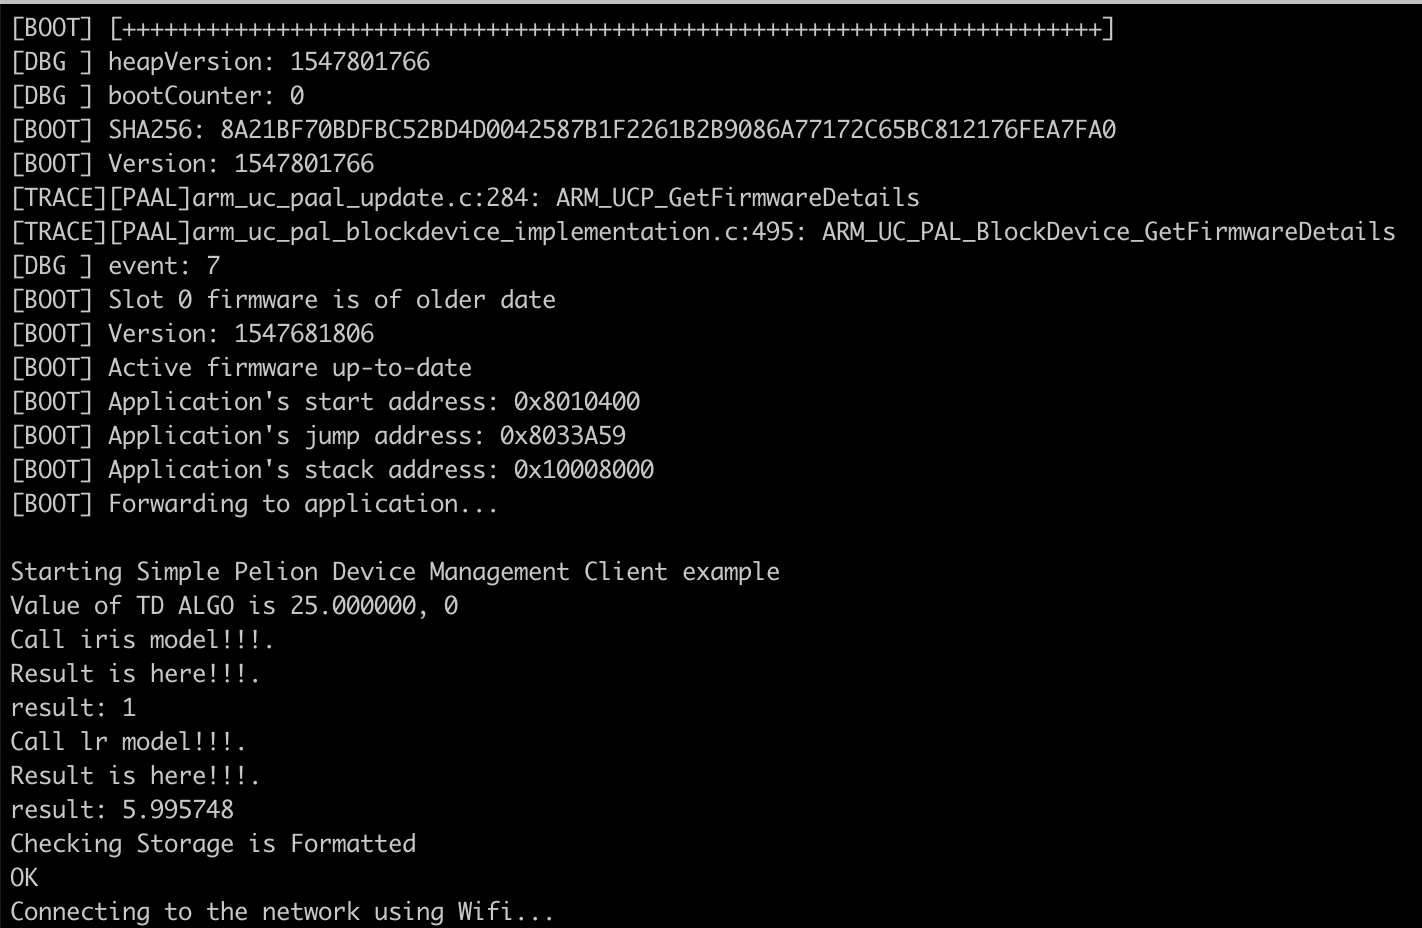 [BOOT] [++++++++++++++++++++++++++++++++++++++++++++++++++++++++++++++++++++++]
[DBG ] heapVersion: 1547801766
[DBG ] bootCounter: 0
[BOOT] SHA256: 8A21BF70BDFBC52BD4D0042587B1F2261B2B9086A77172C65BC812176FEA7FA0
[BOOT] Version: 1547801766
[TRACE][PAAL]arm_uc_paal_update.c:284: ARM_UCP_GetFirmwareDetails
[TRACE][PAAL]arm_uc_pal_blockdevice_implementation.c:495: ARM_UC_PAL_BlockDevice_GetFirmwareDetails
[DBG ] event: 7
[BOOT] Slot 0 firmware is of older date
[BOOT] Version: 1547681806
[BOOT] Active firmware up-to-date
[BOOT] Application's start address: 0x8010400
[BOOT] Application's jump address: 0x8033A59
[BOOT] Application's stack address: 0x10008000
[BOOT] Forwarding to application...
Starting Simple Pelion Device Management Client example
Value of TD ALGO is 25.000000, 0
Call iris model!!!.
Result is here!!!.
result: 1
Call lr model!!!.
Result is here!!!.
result: 5.995748
Checking Storage is Formatted
OK
Connecting to the network using Wifi...